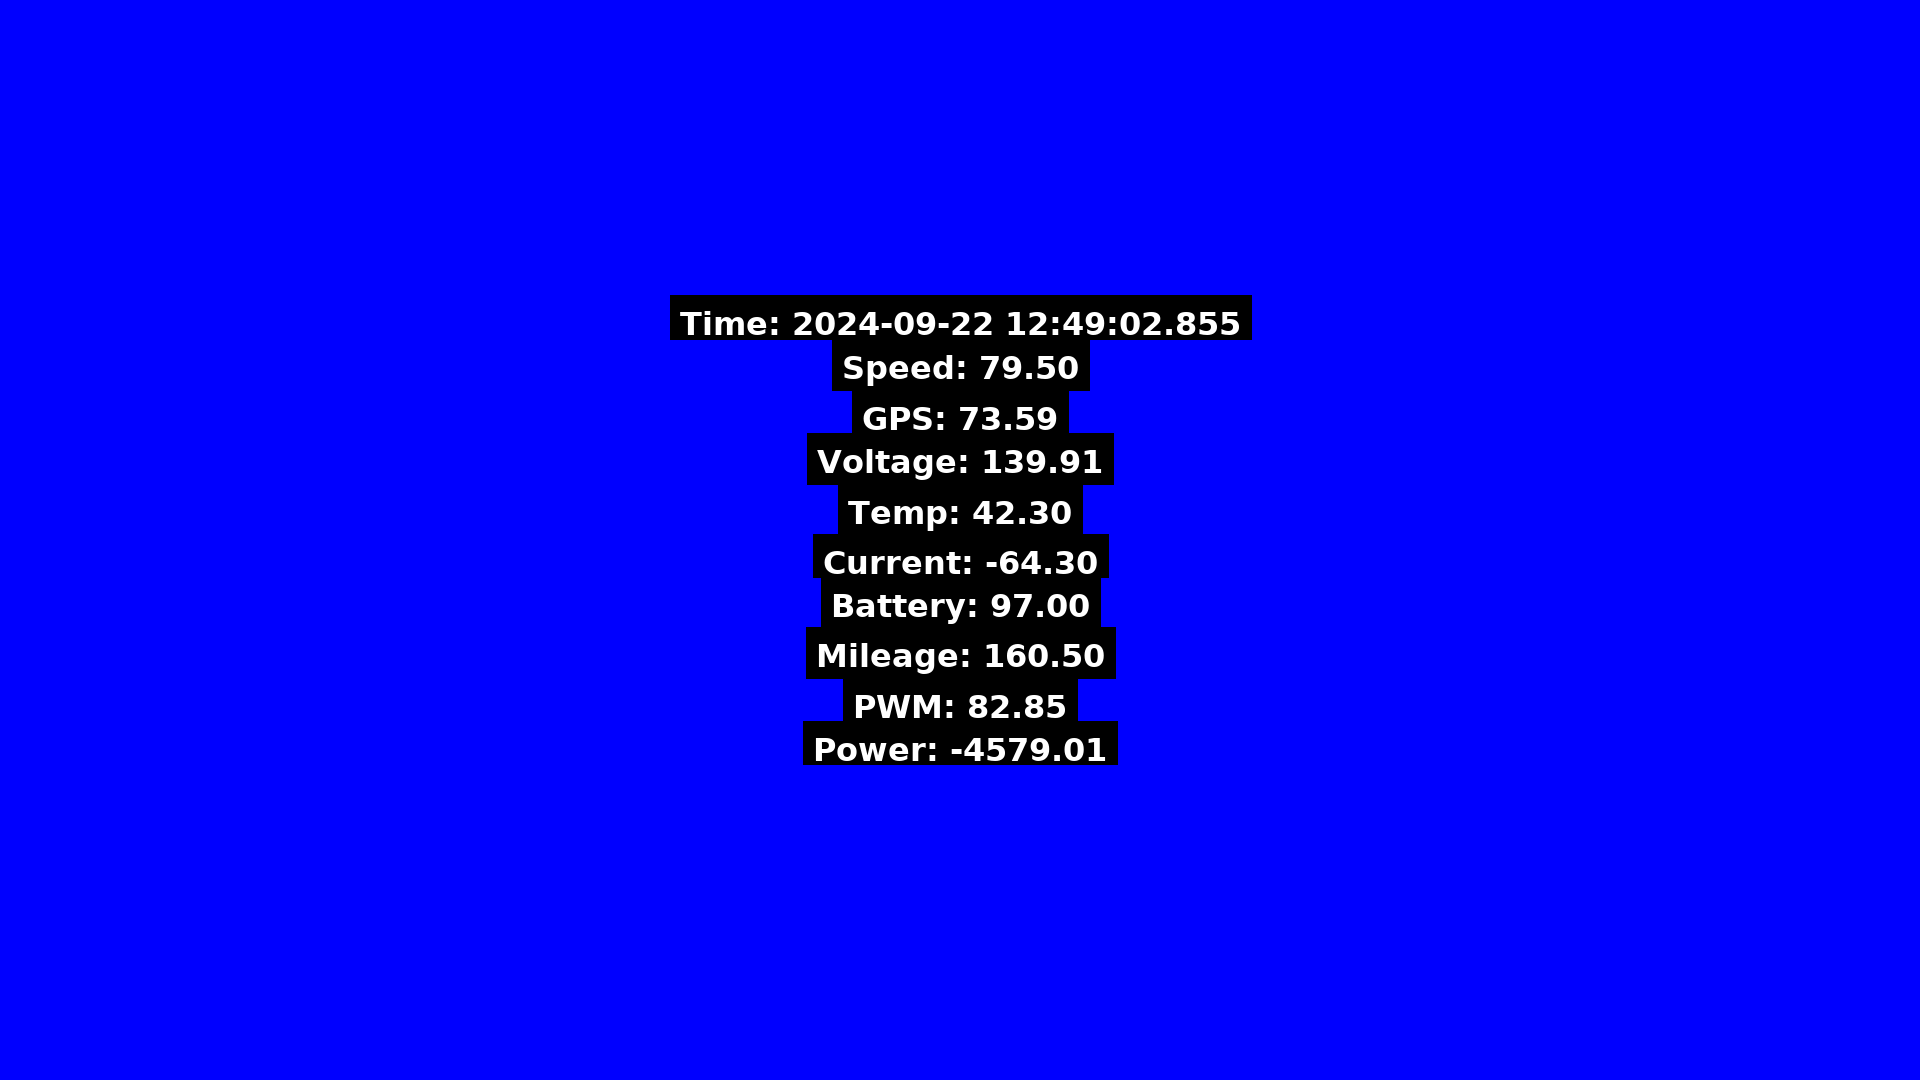 Time: 2024-09-22 12:49:02.855
Speed: 79.50
GPS: 73.59
Voltage: 139.91
Temp: 42.30
Current: -64.30
Battery: 97.00
Mileage: 160.50
PWM: 82.85
Power: -4579.01